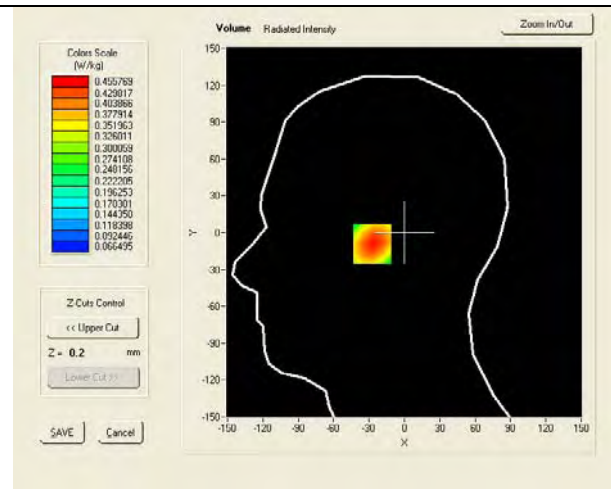 Volume Radiated Intensity
Zoom In/Out
Colors Scale
(W/kg)
0.455769
0.429817
0.403866
0.377914
0.351963
0.326011
0.300059
0.274108
0.248156
0.222205
0.196253
0.170301
0.144350
0.118398
0.092446
0.066495
Z-Cuts Control
<< Upper Cut
Z = 0.2 mm
Lower Cut >>
SAVE Cancel
150
120
90
60
30
Y 0
-30
-60
-90
-120
-150
-150 -120 -90 -60 -30 0 30 60 90 120 150
X